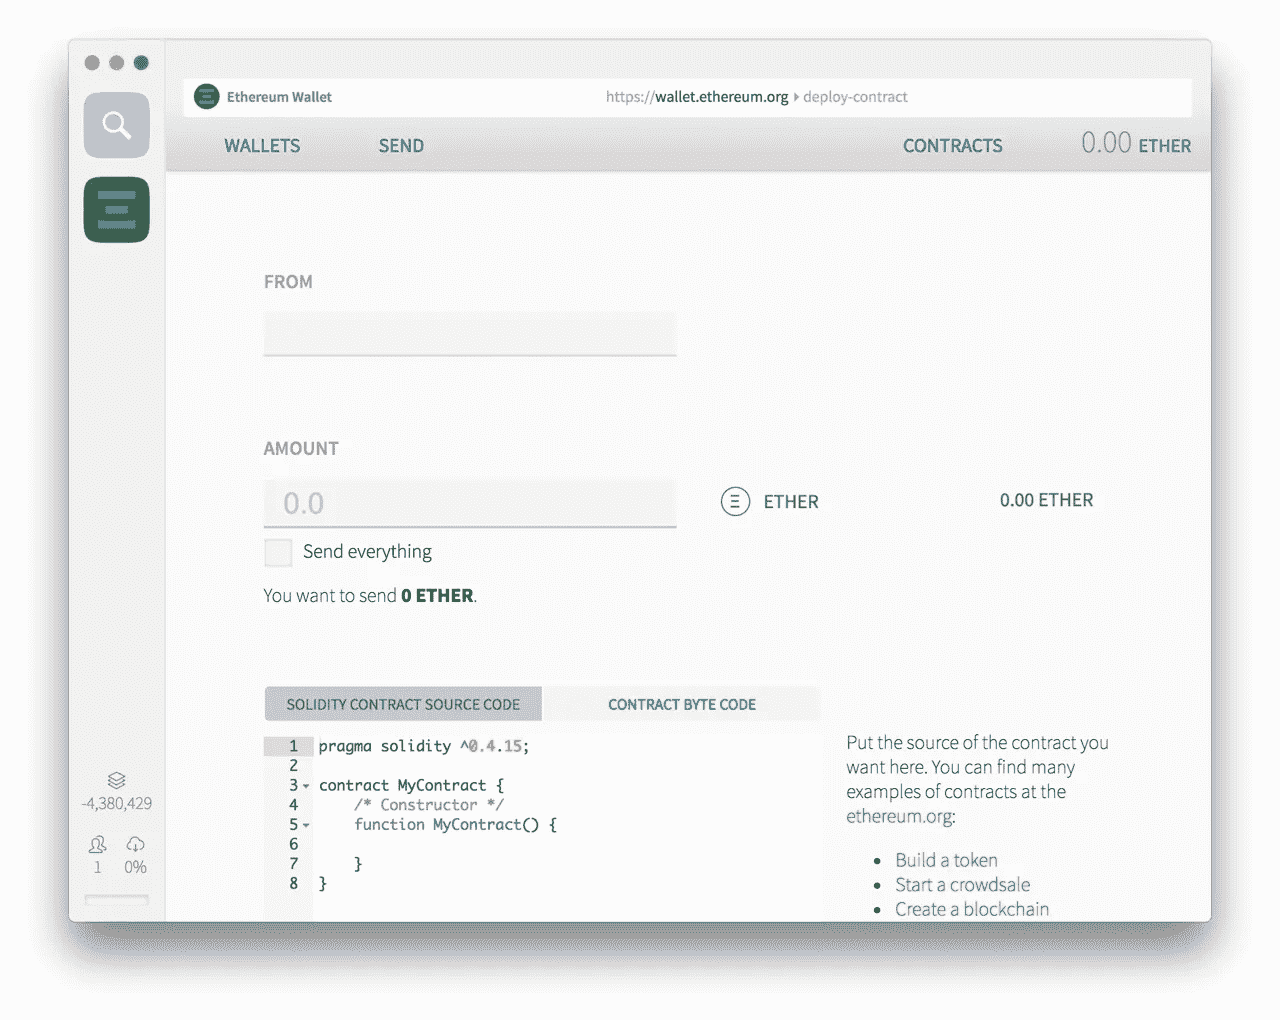 Ethereum Wallet
https://wallet.ethereum.org ▸ deploy-contract
WALLETS SEND CONTRACTS 0.00 ETHER
FROM
AMOUNT
0.0 ETHER 0.00 ETHER
Send everything
You want to send 0 ETHER.
SOLIDITY CONTRACT SOURCE CODE CONTRACT BYTE CODE
1 pragma solidity ^0.4.15;
2
3 contract MyContract {
4 /* Constructor */
5 function MyContract() {
6
7 }
8 }
Put the source of the contract you
want here. You can find many
examples of contracts at the
ethereum.org:
• Build a token
• Start a crowdsale
• Create a blockchain
-4,380,429
1 0%